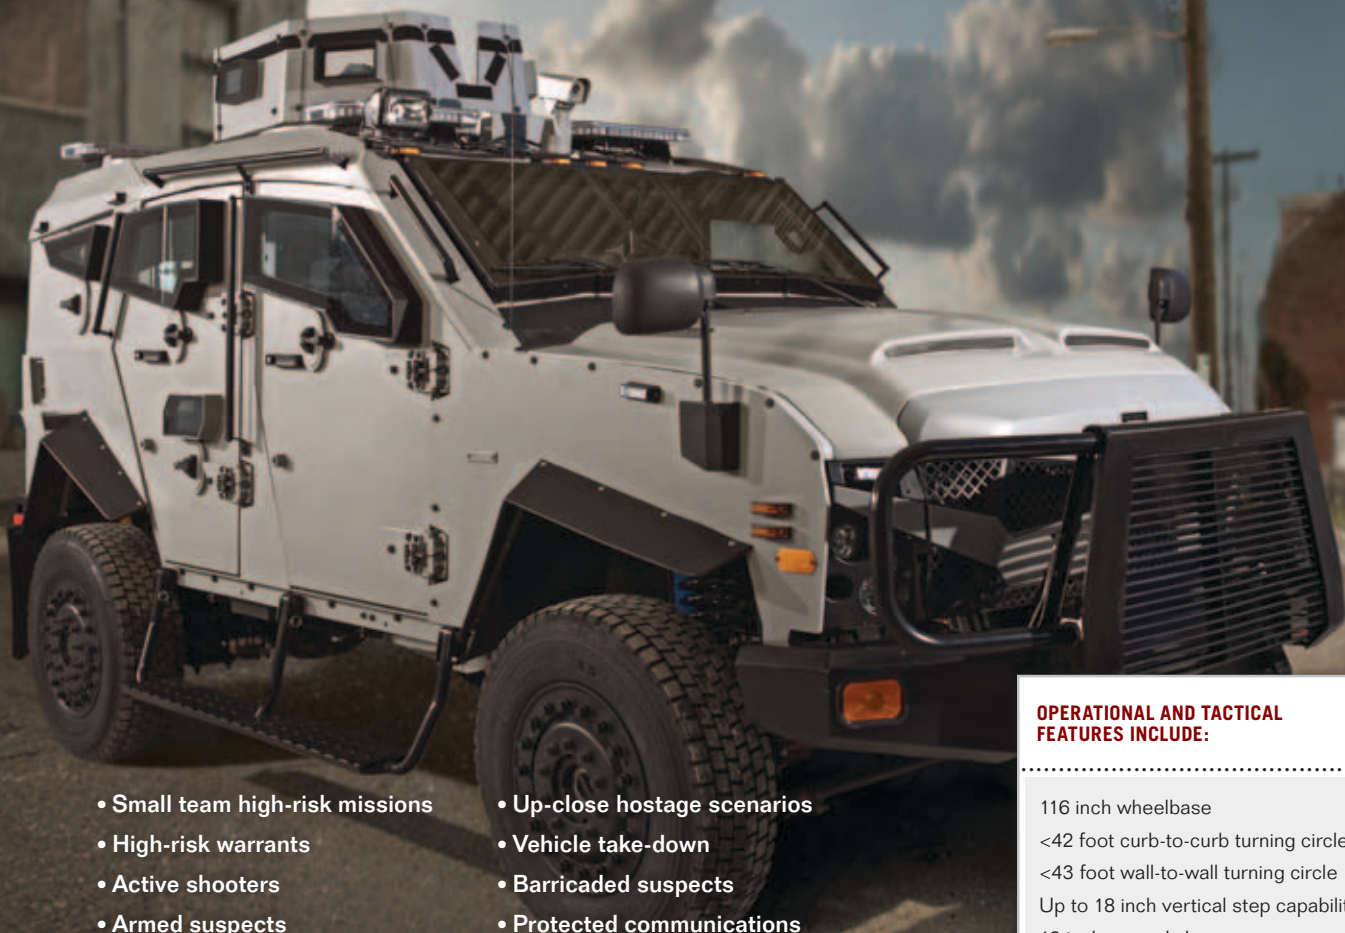 • Small team high-risk missions
• High-risk warrants
• Active shooters
• Armed suspects
• Up-close hostage scenarios
• Vehicle take-down
• Barricaded suspects
• Protected communications
OPERATIONAL AND TACTICAL
FEATURES INCLUDE:
116 inch wheelbase
<42 foot curb-to-curb turning circle
<43 foot wall-to-wall turning circle
Up to 18 inch vertical step